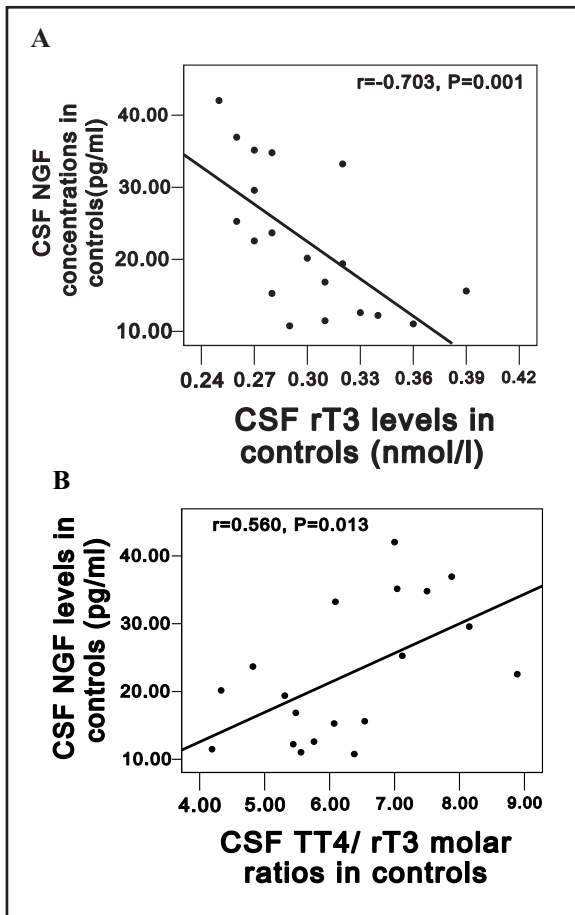 A
r=-0.703, P=0.001
CSF NGF
concentrations in
controls(pg/ml)
40.00
30.00
20.00
10.00
0.24 0.27 0.30 0.33 0.36 0.39 0.42
CSF rT3 levels in
controls (nmol/l)
B
r=0.560, P=0.013
CSF NGF levels in
controls (pg/ml)
40.00
30.00
20.00
10.00
4.00 5.00 6.00 7.00 8.00 9.00
CSF TT4/ rT3 molar
ratios in controls